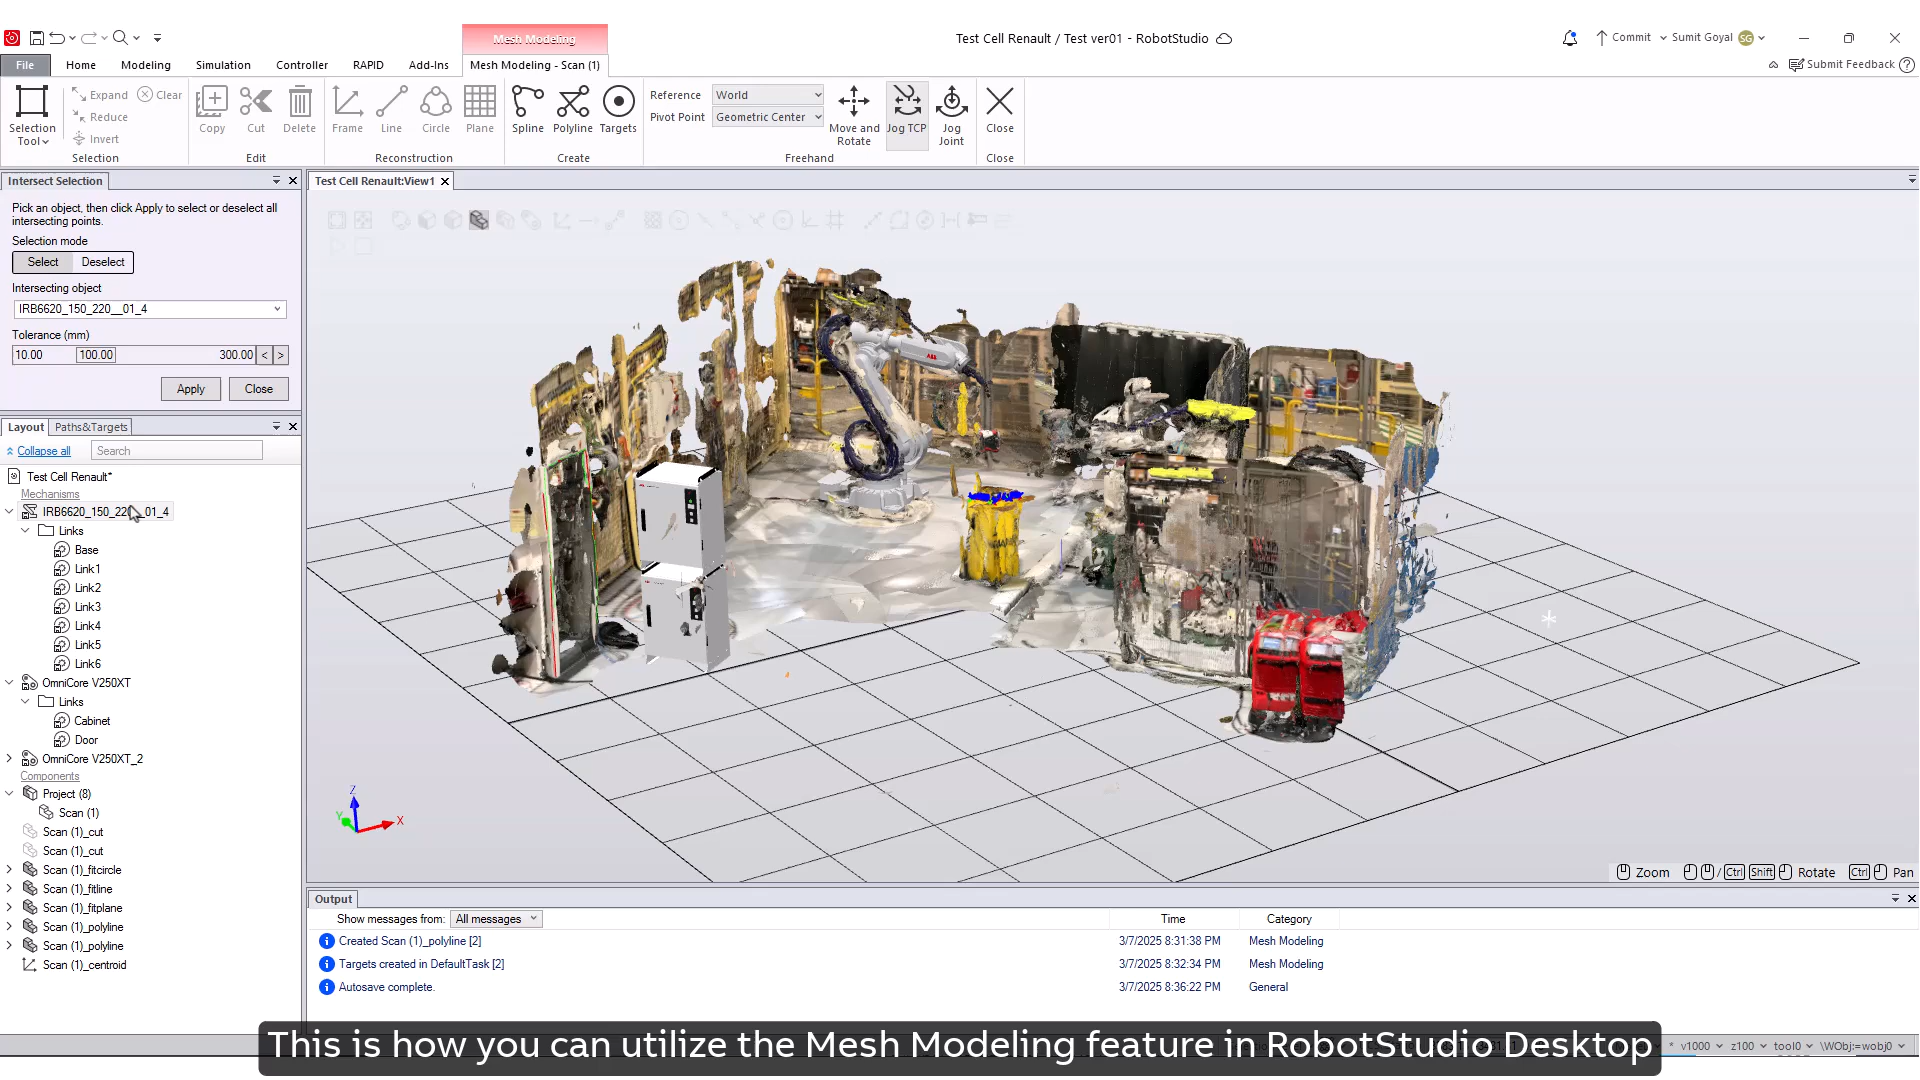 Mesh Modeling
Test Cell Renault / Test ver01 - RobotStudio
Commit
Sumit Goyal
SG
File
Home
Modeling
Simulation
Controller
RAPID
Add-Ins
Mesh Modeling - Scan (1)
Submit Feedback
Selection Tool
Expand
Clear
Reduce
Invert
Selection
Copy
Cut
Delete
Edit
Frame
Line
Circle
Plane
Reconstruction
Spline
Polyline
Targets
Create
Reference
World
Pivot Point
Geometric Center
Move and Rotate
Jog TCP
Jog Joint
Freehand
Close
Close
Intersect Selection
Pick an object, then click Apply to select or deselect all
intersecting points.
Selection mode
Select
Deselect
Intersecting object
IRB6620_150_220__01_4
Tolerance (mm)
10.00
100.00
300.00
<
>
Apply
Close
Layout
Paths&Targets
Collapse all
Search
Test Cell Renault*
Mechanisms
IRB6620_150_220__01_4
Links
Base
Link1
Link2
Link3
Link4
Link5
Link6
OmniCore V250XT
Links
Cabinet
Door
OmniCore V250XT_2
Components
Project (8)
Scan (1)
Scan (1)_cut
Scan (1)_cut
Scan (1)_fitcircle
Scan (1)_fitline
Scan (1)_fitplane
Scan (1)_polyline
Scan (1)_polyline
Scan (1)_centroid
Test Cell Renault:View1
ABB
Z
Y
X
Zoom
/ Ctrl Shift
Rotate
Ctrl
Pan
Output
Show messages from:
All messages
Time
Category
Created Scan (1)_polyline [2]
3/7/2025 8:31:38 PM
Mesh Modeling
Targets created in DefaultTask [2]
3/7/2025 8:32:34 PM
Mesh Modeling
Autosave complete.
3/7/2025 8:36:22 PM
General
This is how you can utilize the Mesh Modeling feature in RobotStudio Desktop
* v1000
z100
tool0
\WObj:=wobj0